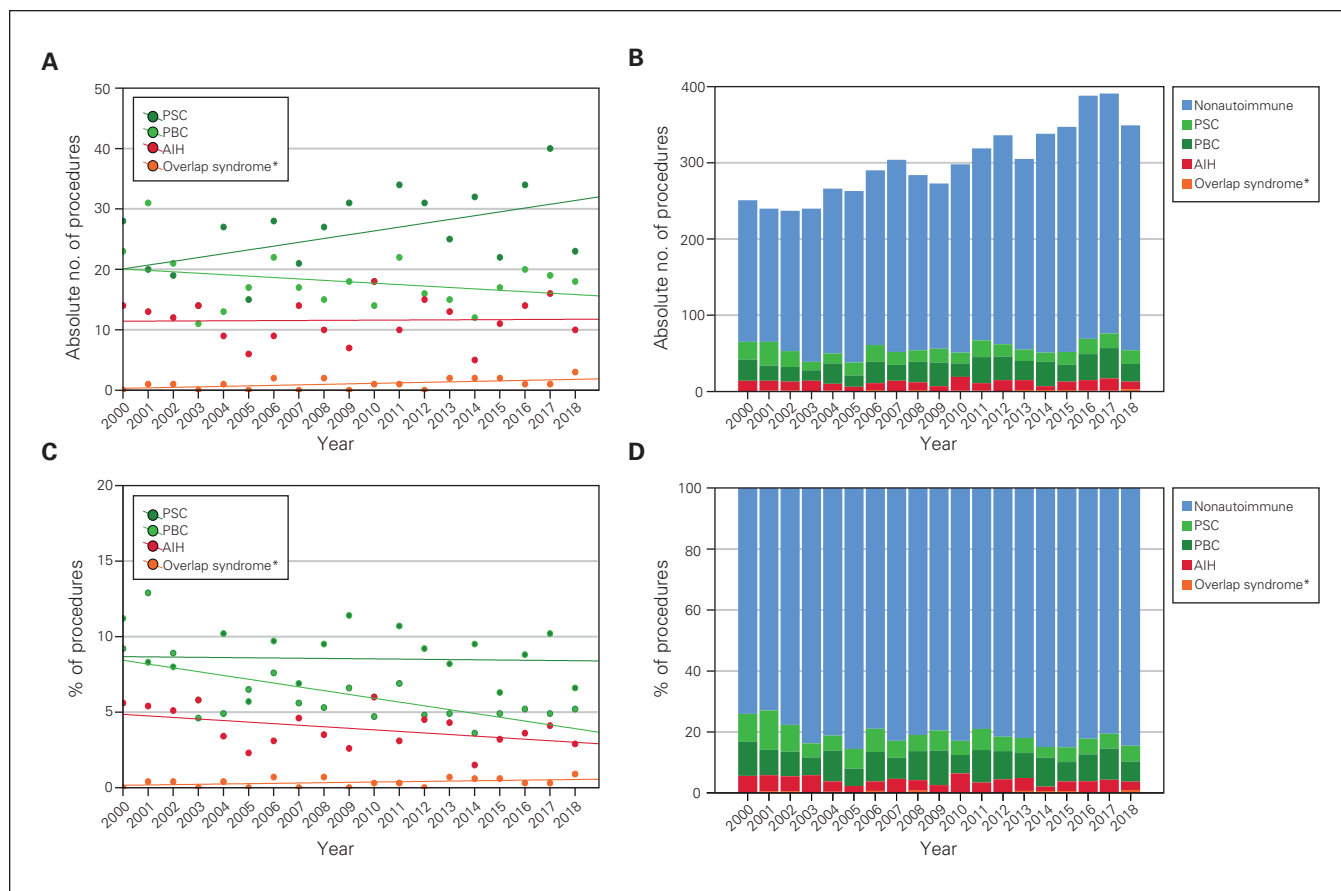 A
50
40
30
20
10
0
Absolute no. of procedures
PSC
PBC
AIH
Overlap syndrome*
2000 2001 2002 2003 2004 2005 2006 2007 2008 2009 2010 2011 2012 2013 2014 2015 2016 2017 2018
Year
B
400
300
200
100
0
Absolute no. of procedures
Nonautoimmune
PSC
PBC
AIH
Overlap syndrome*
2000 2001 2002 2003 2004 2005 2006 2007 2008 2009 2010 2011 2012 2013 2014 2015 2016 2017 2018
Year
C
20
15
10
5
0
% of procedures
PSC
PBC
AIH
Overlap syndrome*
2000 2001 2002 2003 2004 2005 2006 2007 2008 2009 2010 2011 2012 2013 2014 2015 2016 2017 2018
Year
D
100
80
60
40
20
0
% of procedures
Nonautoimmune
PSC
PBC
AIH
Overlap syndrome*
2000 2001 2002 2003 2004 2005 2006 2007 2008 2009 2010 2011 2012 2013 2014 2015 2016 2017 2018
Year